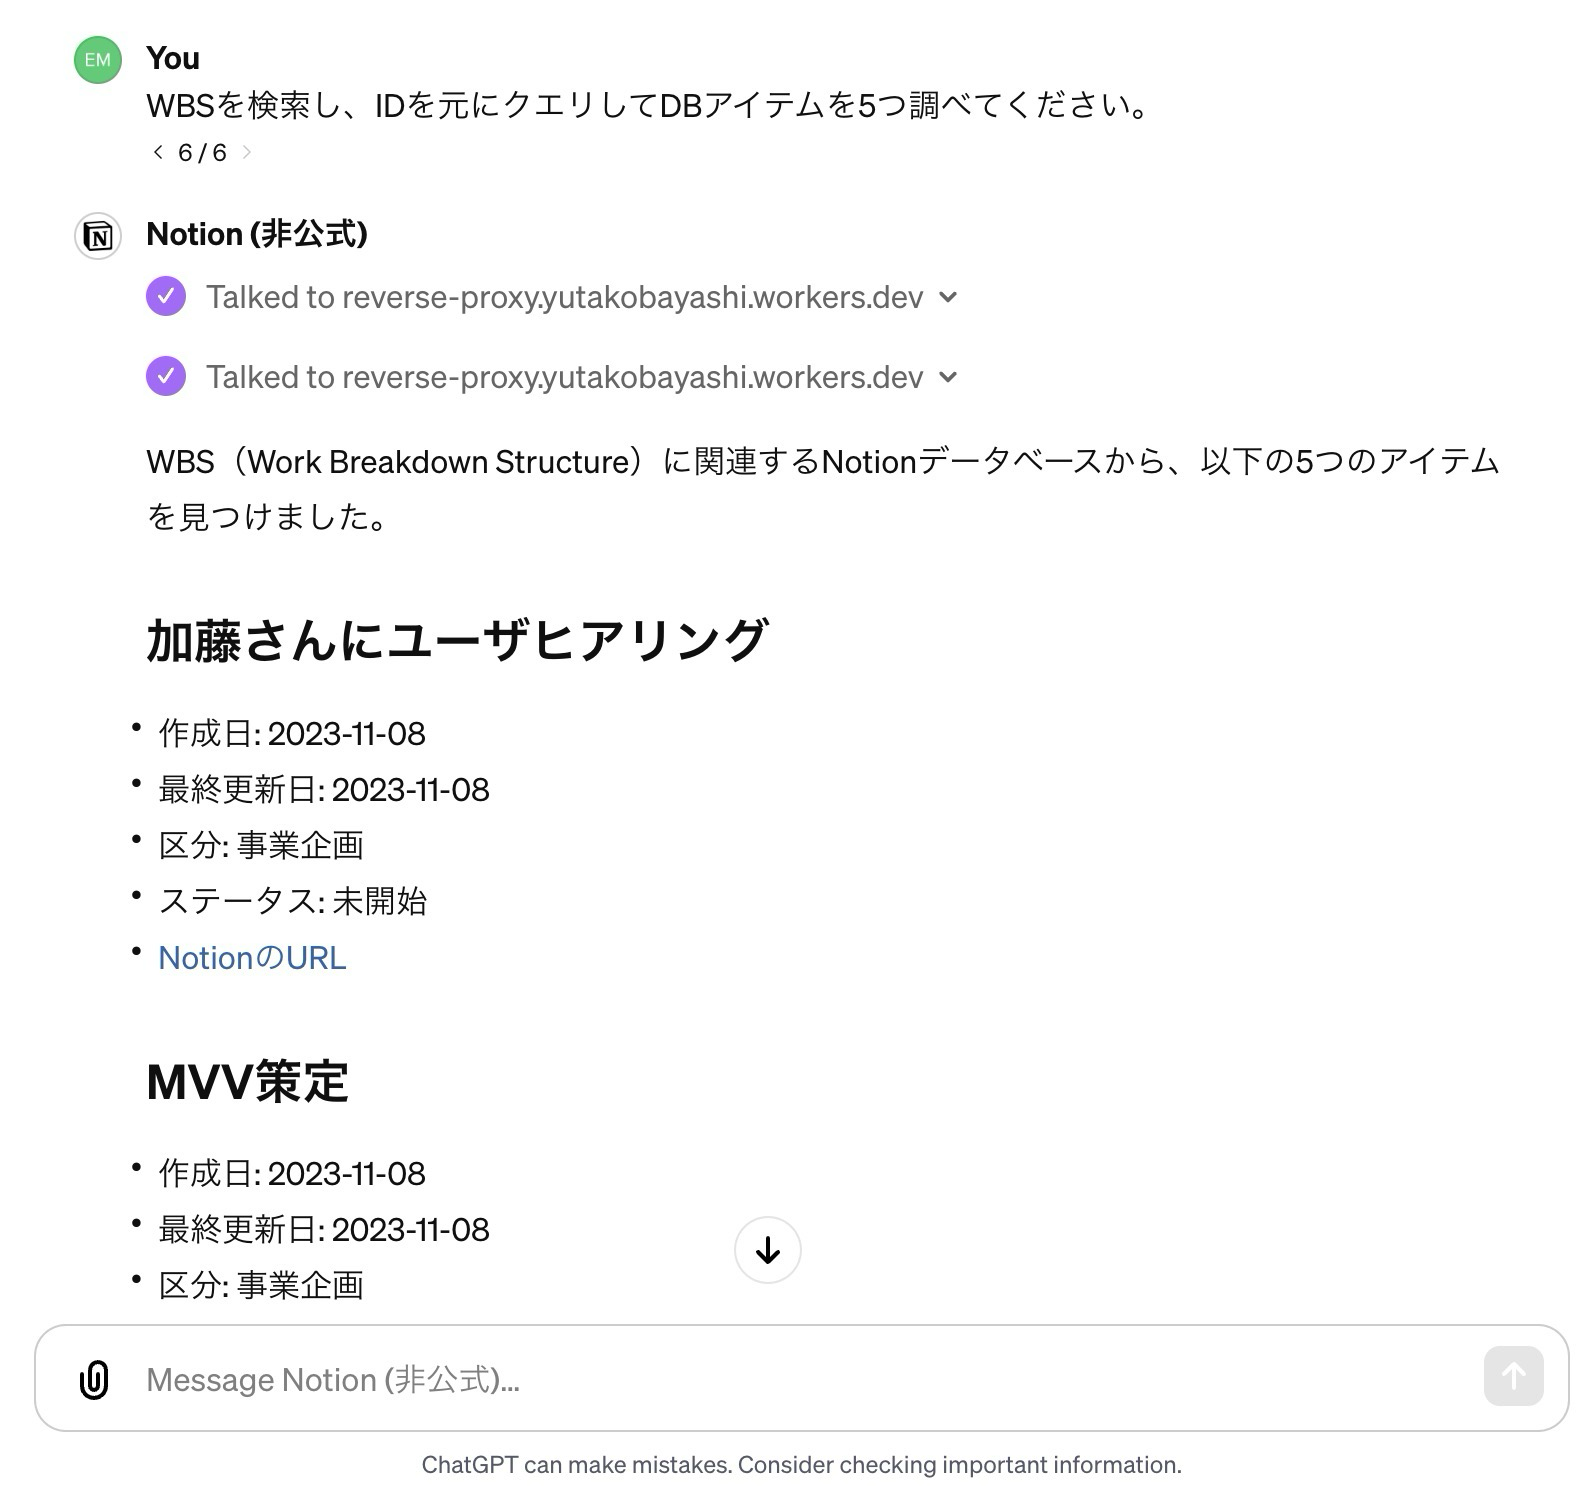 EM
You
WBSを検索し、IDを元にクエリしてDBアイテムを5つ調べてください。
6 / 6
N
Notion (非公式)
Talked to reverse-proxy.yutakobayashi.workers.dev
Talked to reverse-proxy.yutakobayashi.workers.dev
WBS（Work Breakdown Structure）に関連するNotionデータベースから、以下の5つのアイテム
を見つけました。
加藤さんにユーザヒアリング
• 作成日: 2023-11-08
• 最終更新日: 2023-11-08
• 区分: 事業企画
• ステータス: 未開始
• NotionのURL
MVV策定
• 作成日: 2023-11-08
• 最終更新日: 2023-11-08
• 区分: 事業企画
Message Notion (非公式)...
ChatGPT can make mistakes. Consider checking important information.